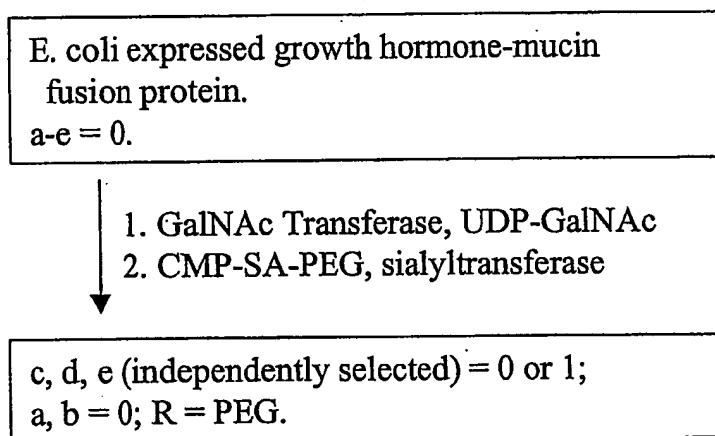 E. coli expressed growth hormone-mucin
fusion protein.
a-e = 0.
1. GalNAc Transferase, UDP-GalNAc
2. CMP-SA-PEG, sialyltransferase
c, d, e (independently selected) = 0 or 1;
a, b = 0; R = PEG.